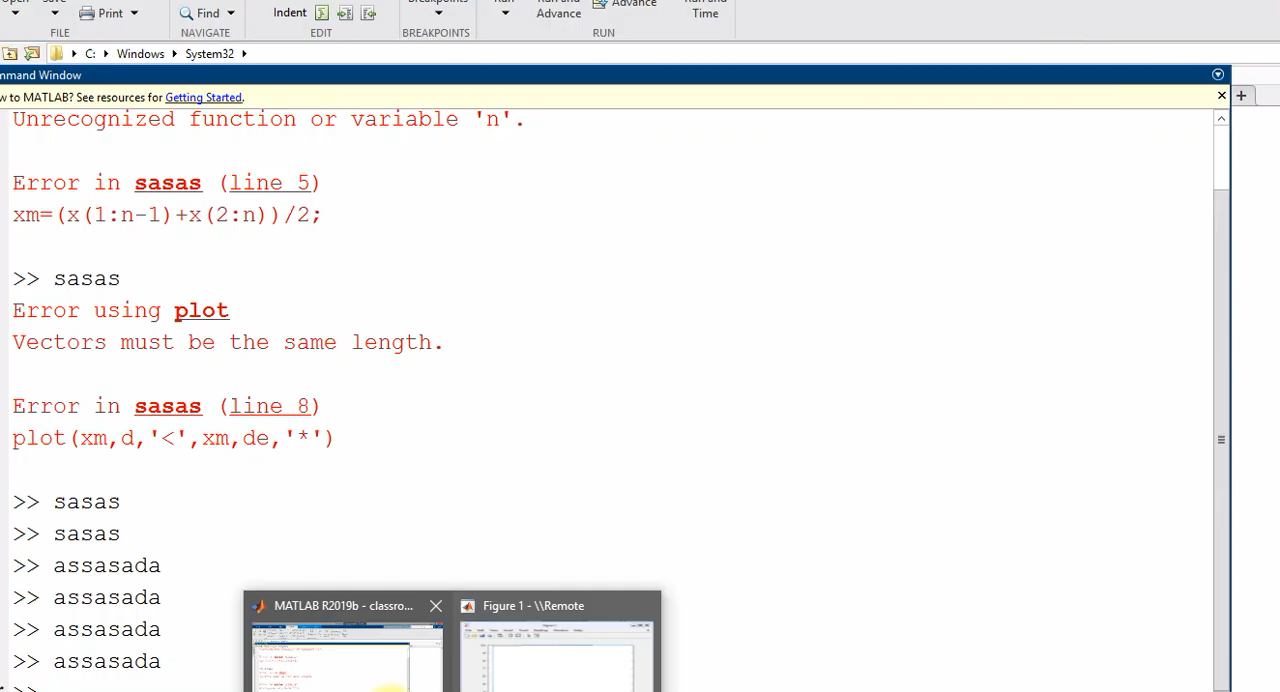 Open Save Breakpoints Run Run and Advance Run and
Print Find Indent Advance Time
FILE NAVIGATE EDIT BREAKPOINTS RUN
C: Windows System32
mmand Window
w to MATLAB? See resources for Getting Started.
Unrecognized function or variable 'n'.
Error in sasas (line 5)
xm=(x(1:n-1)+x(2:n))/2;
>> sasas
Error using plot
Vectors must be the same length.
Error in sasas (line 8)
plot(xm,d,'<',xm,de,'*')
>> sasas
>> sasas
>> assasada
>> assasada
>> assasada
>> assasada
>>
MATLAB R2019b - classro...
Figure 1 - \\Remote